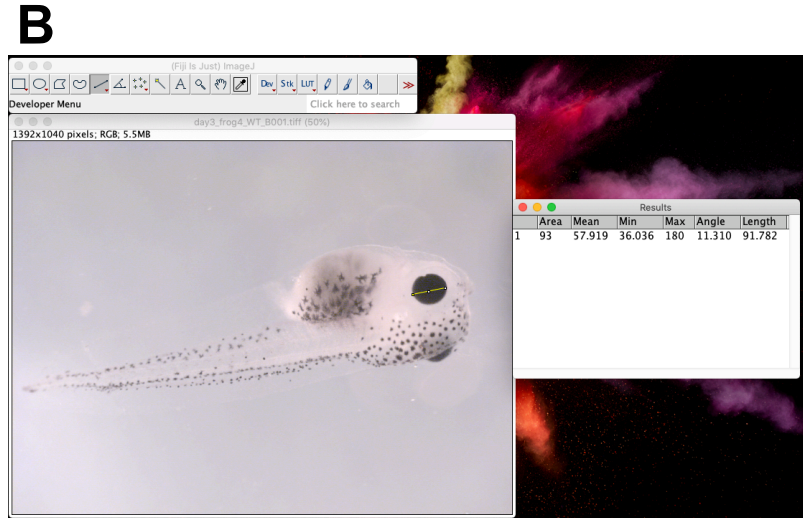 B
(Fiji Is Just) ImageJ
A Dev Stk LUT >>
Developer Menu Click here to search
day3_frog4_WT_B001.tiff (50%)
1392x1040 pixels; RGB; 5.5MB
Results
Area Mean Min Max Angle Length
1 93 57.919 36.036 180 11.310 91.782